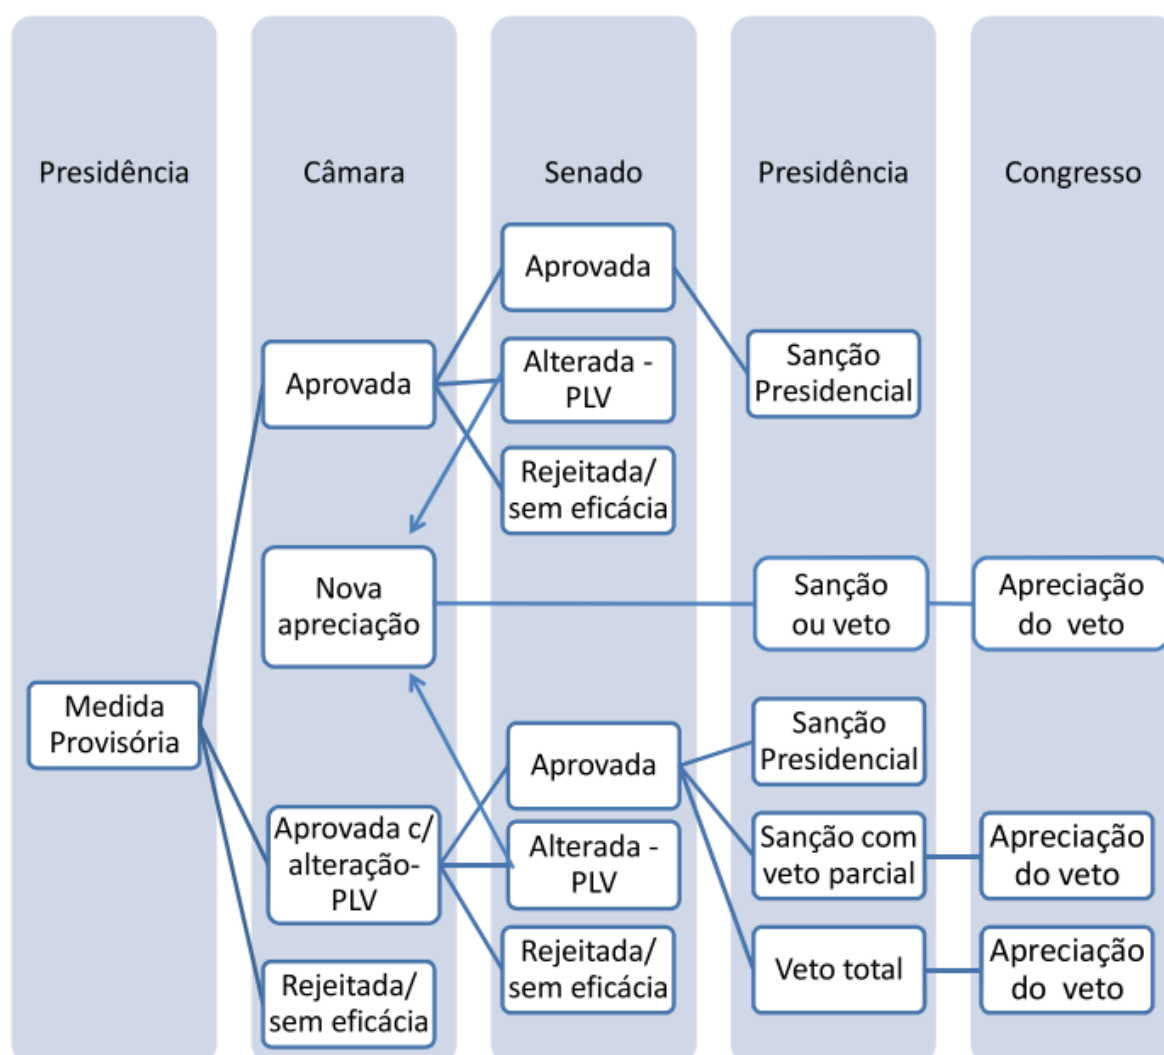 Presidência
Câmara
Senado
Presidência
Congresso
Aprovada
Aprovada
Alterada -
PLV
Sanção
Presidencial
Rejeitada/
sem eficácia
Nova
apreciação
Sanção
ou veto
Apreciação
do veto
Medida
Provisória
Aprovada
Sanção
Presidencial
Aprovada c/
alteração-
PLV
Alterada -
PLV
Sanção com
veto parcial
Apreciação
do veto
Rejeitada/
sem eficácia
Rejeitada/
sem eficácia
Veto total
Apreciação
do veto